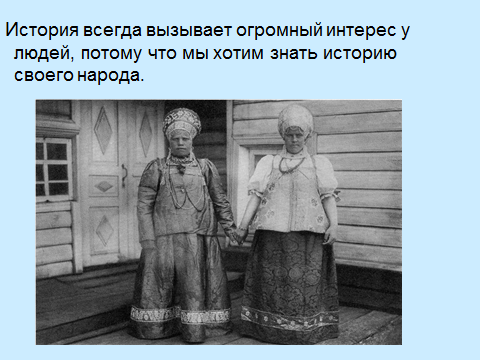 История всегда вызывает огромный интерес у
людей, потому что мы хотим знать историю
своего народа.